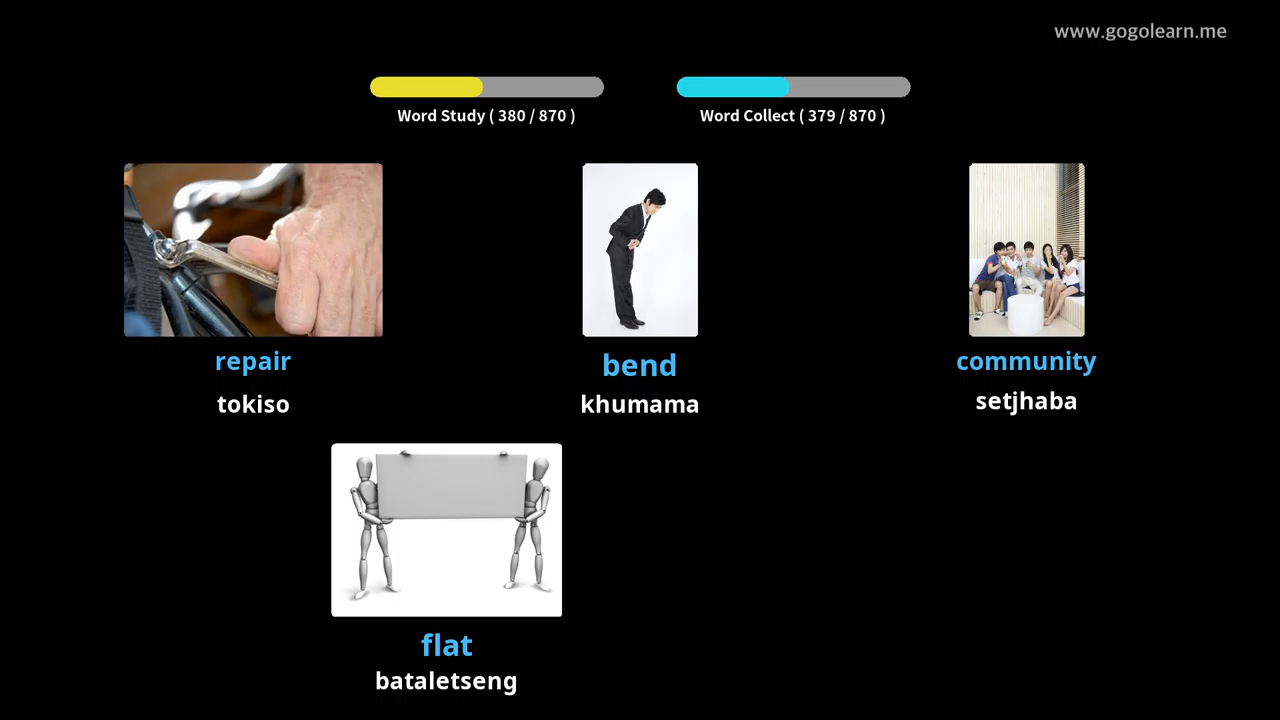 www.gogolearn.me
Word Study ( 380 / 870 )
Word Collect ( 379 / 870 )
repair
bend
community
tokiso
khumama
setjhaba
flat
bataletseng